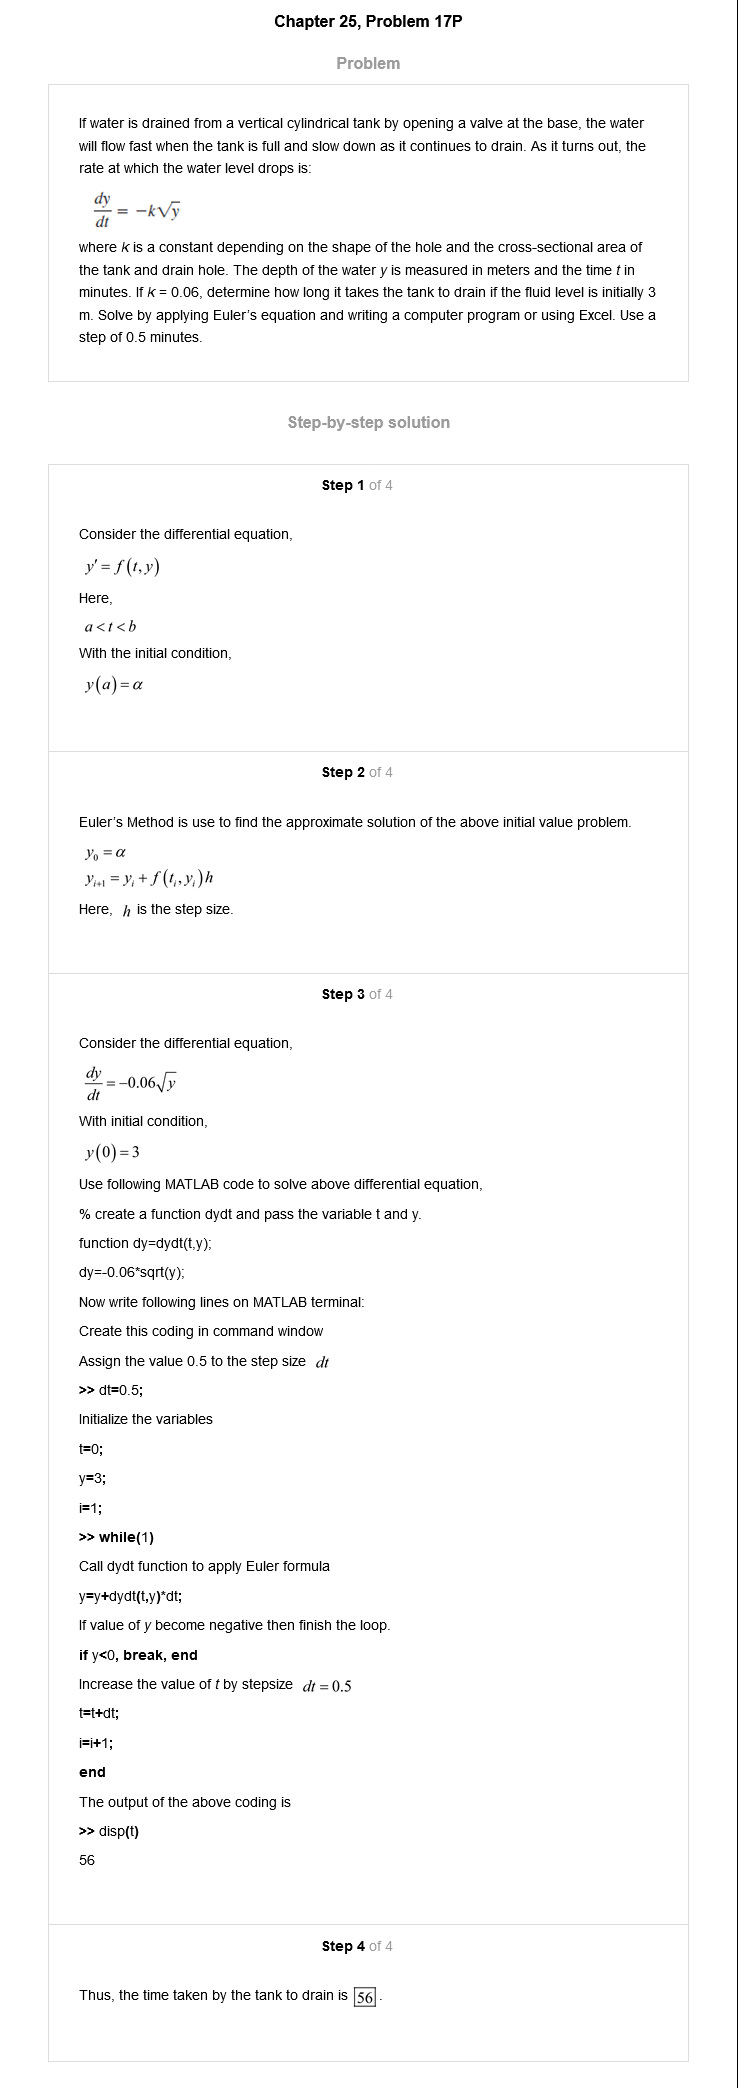 Chapter 25, Problem 17P
Problem
If water is drained from a vertical cylindrical tank by opening a valve at the base, the water
will flow fast when the tank is full and slow down as it continues to drain. As it turns out, the
rate at which the water level drops is:
dy/dt = −k√y
where k is a constant depending on the shape of the hole and the cross-sectional area of
the tank and drain hole. The depth of the water y is measured in meters and the time t in
minutes. If k = 0.06, determine how long it takes the tank to drain if the fluid level is initially 3
m. Solve by applying Euler's equation and writing a computer program or using Excel. Use a
step of 0.5 minutes.
Step-by-step solution
Step 1 of 4
Consider the differential equation,
y′ = f(t,y)
Here,
a<t<b
With the initial condition,
y(a)=α
Step 2 of 4
Euler's Method is use to find the approximate solution of the above initial value problem.
y₀ = α
yᵢ₊₁ = yᵢ + f(tᵢ,yᵢ)h
Here, h is the step size.
Step 3 of 4
Consider the differential equation,
dy/dt = −0.06√y
With initial condition,
y(0)=3
Use following MATLAB code to solve above differential equation,
% create a function dydt and pass the variable t and y.
function dy=dydt(t,y);
dy=-0.06*sqrt(y);
Now write following lines on MATLAB terminal:
Create this coding in command window
Assign the value 0.5 to the step size dt
>> dt=0.5;
Initialize the variables
t=0;
y=3;
i=1;
>> while(1)
Call dydt function to apply Euler formula
y=y+dydt(t,y)*dt;
If value of y become negative then finish the loop.
if y<0, break, end
Increase the value of t by stepsize dt = 0.5
t=t+dt;
i=i+1;
end
The output of the above coding is
>> disp(t)
56
Step 4 of 4
Thus, the time taken by the tank to drain is 56.